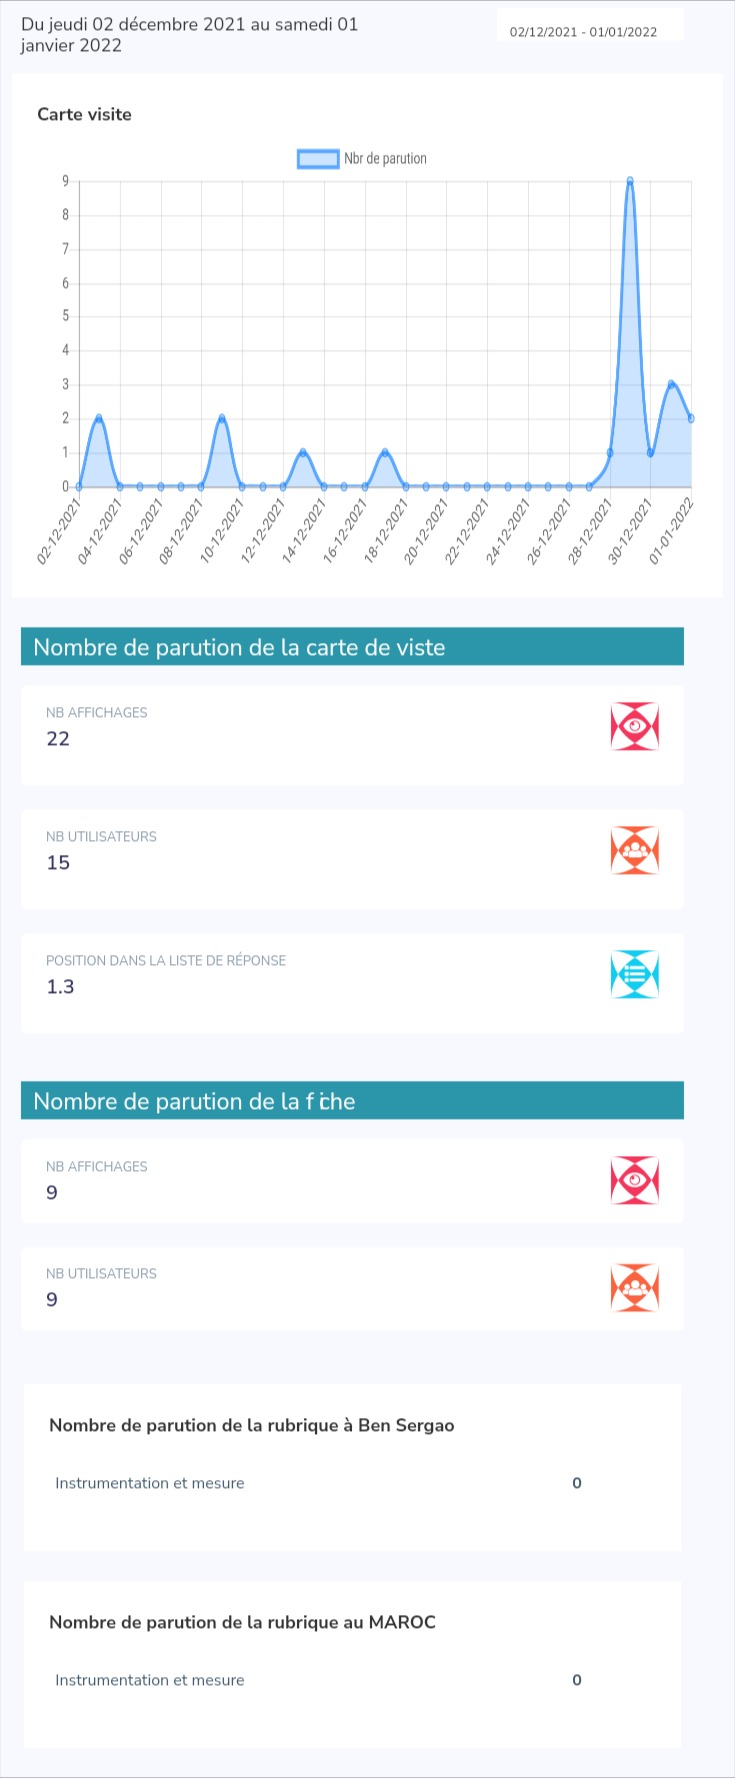 Du jeudi 02 décembre 2021 au samedi 01
janvier 2022
02/12/2021 - 01/01/2022
Carte visite
Nbr de parution
9
8
7
6
5
4
3
2
1
0
02-12-2021
04-12-2021
06-12-2021
08-12-2021
10-12-2021
12-12-2021
14-12-2021
16-12-2021
18-12-2021
20-12-2021
22-12-2021
24-12-2021
26-12-2021
28-12-2021
30-12-2021
01-01-2022
Nombre de parution de la carte de viste
NB AFFICHAGES
22
NB UTILISATEURS
15
POSITION DANS LA LISTE DE RÉPONSE
1.3
Nombre de parution de la fiche
NB AFFICHAGES
9
NB UTILISATEURS
9
Nombre de parution de la rubrique à Ben Sergao
Instrumentation et mesure 0
Nombre de parution de la rubrique au MAROC
Instrumentation et mesure 0